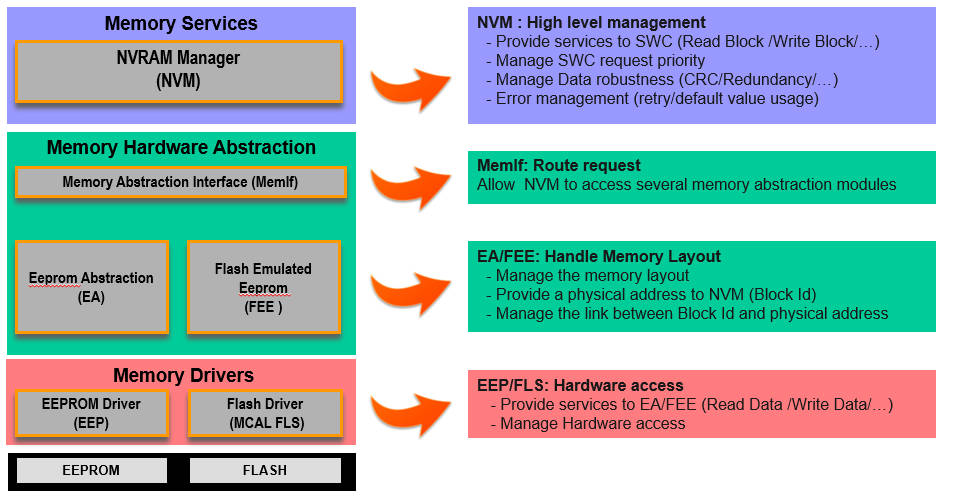 Memory Services
NVRAM Manager
(NVM)
NVM : High level management
- Provide services to SWC (Read Block /Write Block/…)
- Manage SWC request priority
- Manage Data robustness (CRC/Redundancy/…)
- Error management (retry/default value usage)
Memory Hardware Abstraction
Memory Abstraction Interface (MemIf)
MemIf: Route request
Allow  NVM to access several memory abstraction modules
Eeprom Abstraction
(EA)
Flash Emulated
Eeprom
(FEE )
EA/FEE: Handle Memory Layout
- Manage the memory layout
- Provide a physical address to NVM (Block Id)
- Manage the link between Block Id and physical address
Memory Drivers
EEPROM Driver
(EEP)
Flash Driver
(MCAL FLS)
EEP/FLS: Hardware access
- Provide services to EA/FEE (Read Data /Write Data/…)
- Manage Hardware access
EEPROM
FLASH